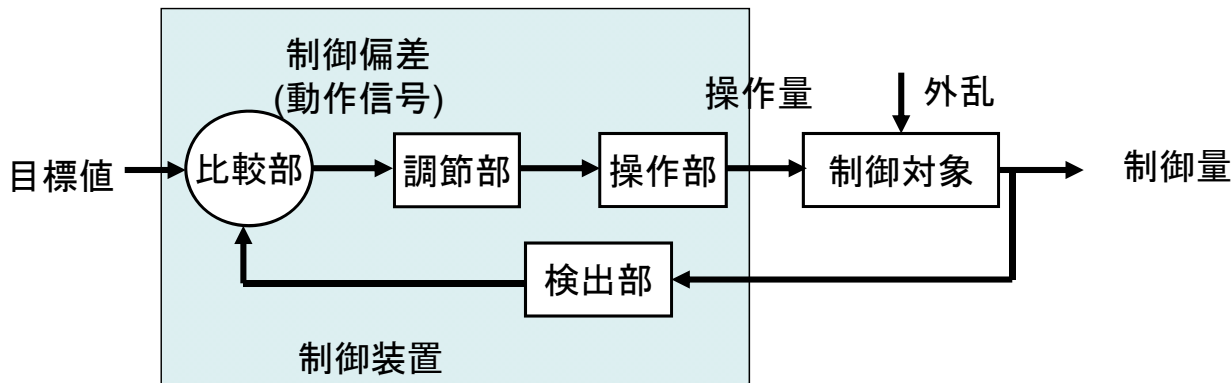 制御偏差
(動作信号)
操作量
外乱
目標値
比較部
調節部
操作部
制御対象
制御量
検出部
制御装置